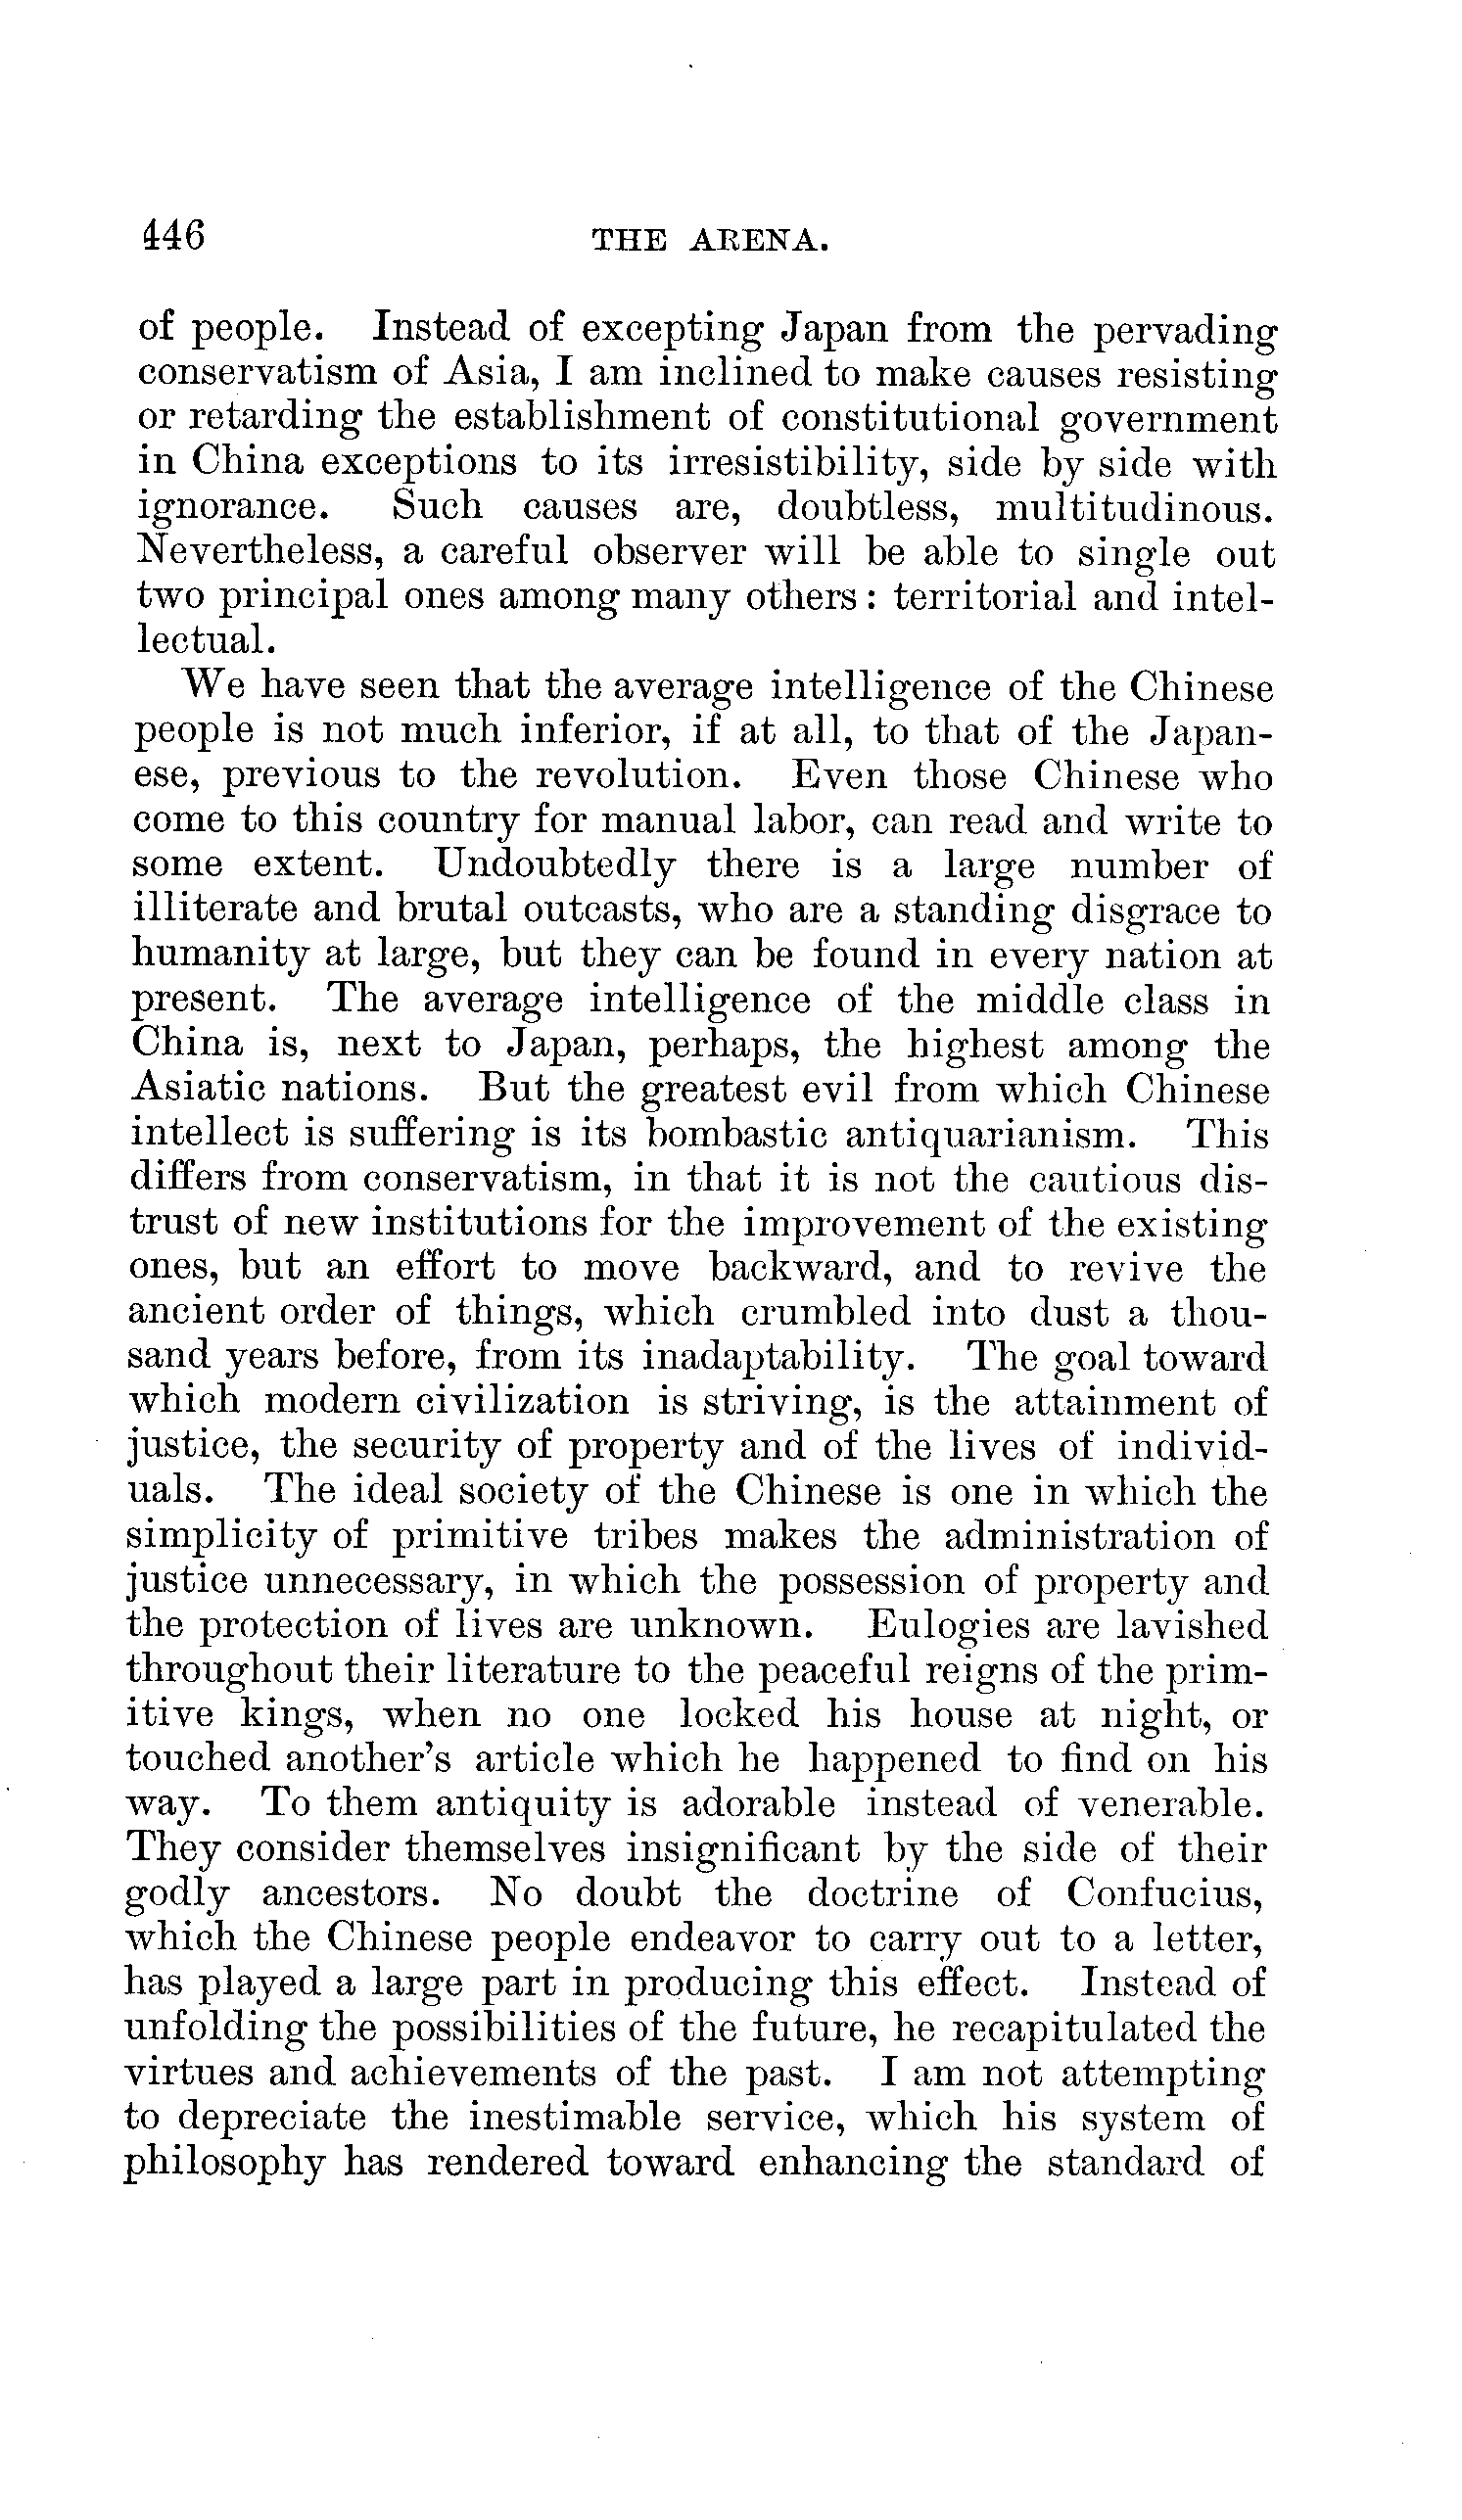 446 THE ARENA.
of people. Instead of excepting Japan from the pervading
conservatism of Asia, I am inclined to make causes resisting
or retarding the establishment of constitutional government
in China exceptions to its irresistibility, side by side with
ignorance. Such causes are, doubtless, multitudinous.
Nevertheless, a careful observer will be able to single out
two principal ones among many others : territorial and intel-
lectual.
We have seen that the average intelligence of the Chinese
people is not much inferior, if at all, to that of the Japan-
ese, previous to the revolution. Even those Chinese who
come to this country for manual labor, can read and write to
some extent. Undoubtedly there is a large number of
illiterate and brutal outcasts, who are a standing disgrace to
humanity at large, but they can be found in every nation at
present. The average intelligence of the middle class in
China is, next to Japan, perhaps, the highest among the
Asiatic nations. But the greatest evil from which Chinese
intellect is suffering is its bombastic antiquarianism. This
differs from conservatism, in that it is not the cautious dis-
trust of new institutions for the improvement of the existing
ones, but an effort to move backward, and to revive the
ancient order of things, which crumbled into dust a thou-
sand years before, from its inadaptability. The goal toward
which modern civilization is striving, is the attainment of
justice, the security of property and of the lives of individ-
uals. The ideal society of the Chinese is one in which the
simplicity of primitive tribes makes the administration of
justice unnecessary, in which the possession of property and
the protection of lives are unknown. Eulogies are lavished
throughout their literature to the peaceful reigns of the prim-
itive kings, when no one locked his house at night, or
touched another's article which he happened to find on his
way. To them antiquity is adorable instead of venerable.
They consider themselves insignificant by the side of their
godly ancestors. No doubt the doctrine of Confucius,
which the Chinese people endeavor to carry out to a letter,
has played a large part in producing this effect. Instead of
unfolding the possibilities of the future, he recapitulated the
virtues and achievements of the past. I am not attempting
to depreciate the inestimable service, which his system of
philosophy has rendered toward enhancing the standard of